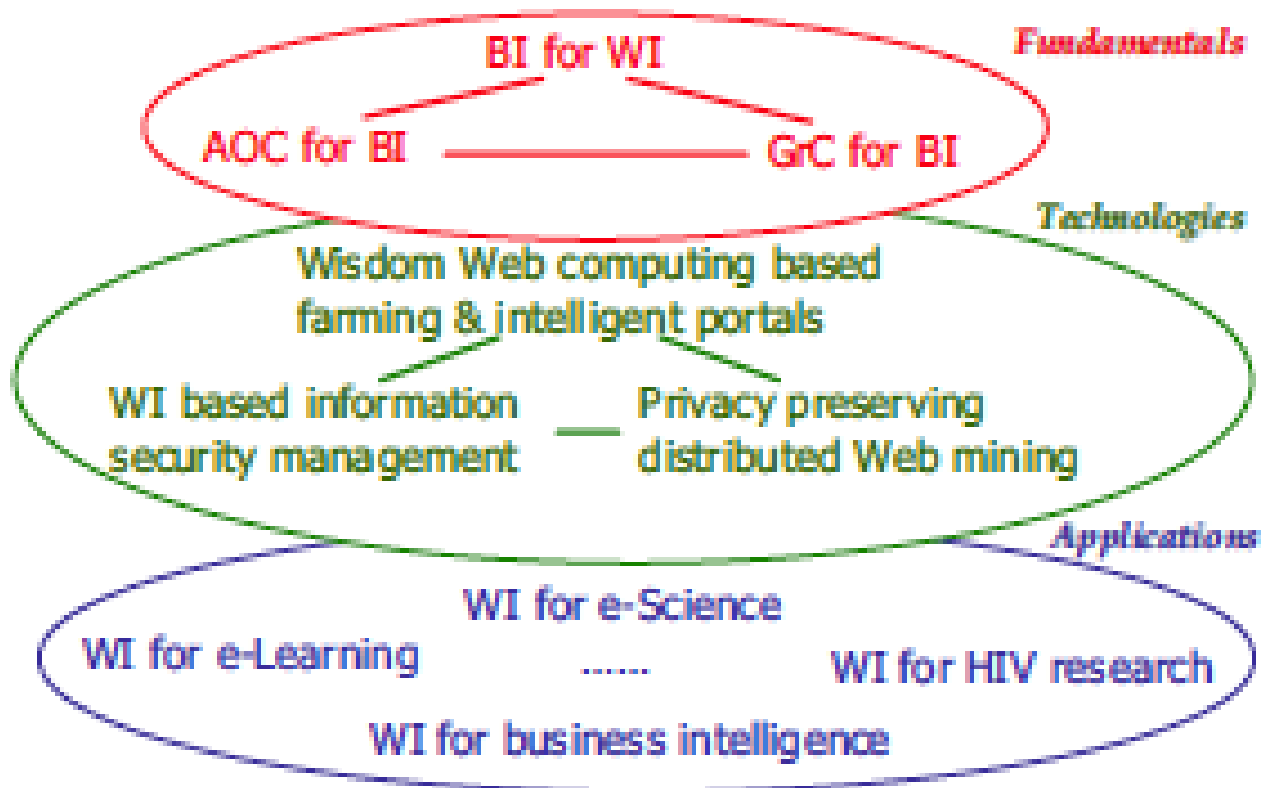 Fundamentals
BI for WI
AOC for BI
GrC for BI
Technologies
Wisdom Web computing based
farming & intelligent portals
WI based information
security management
Privacy preserving
distributed Web mining
Applications
WI for e-Science
WI for e-Learning
......
WI for HIV research
WI for business intelligence